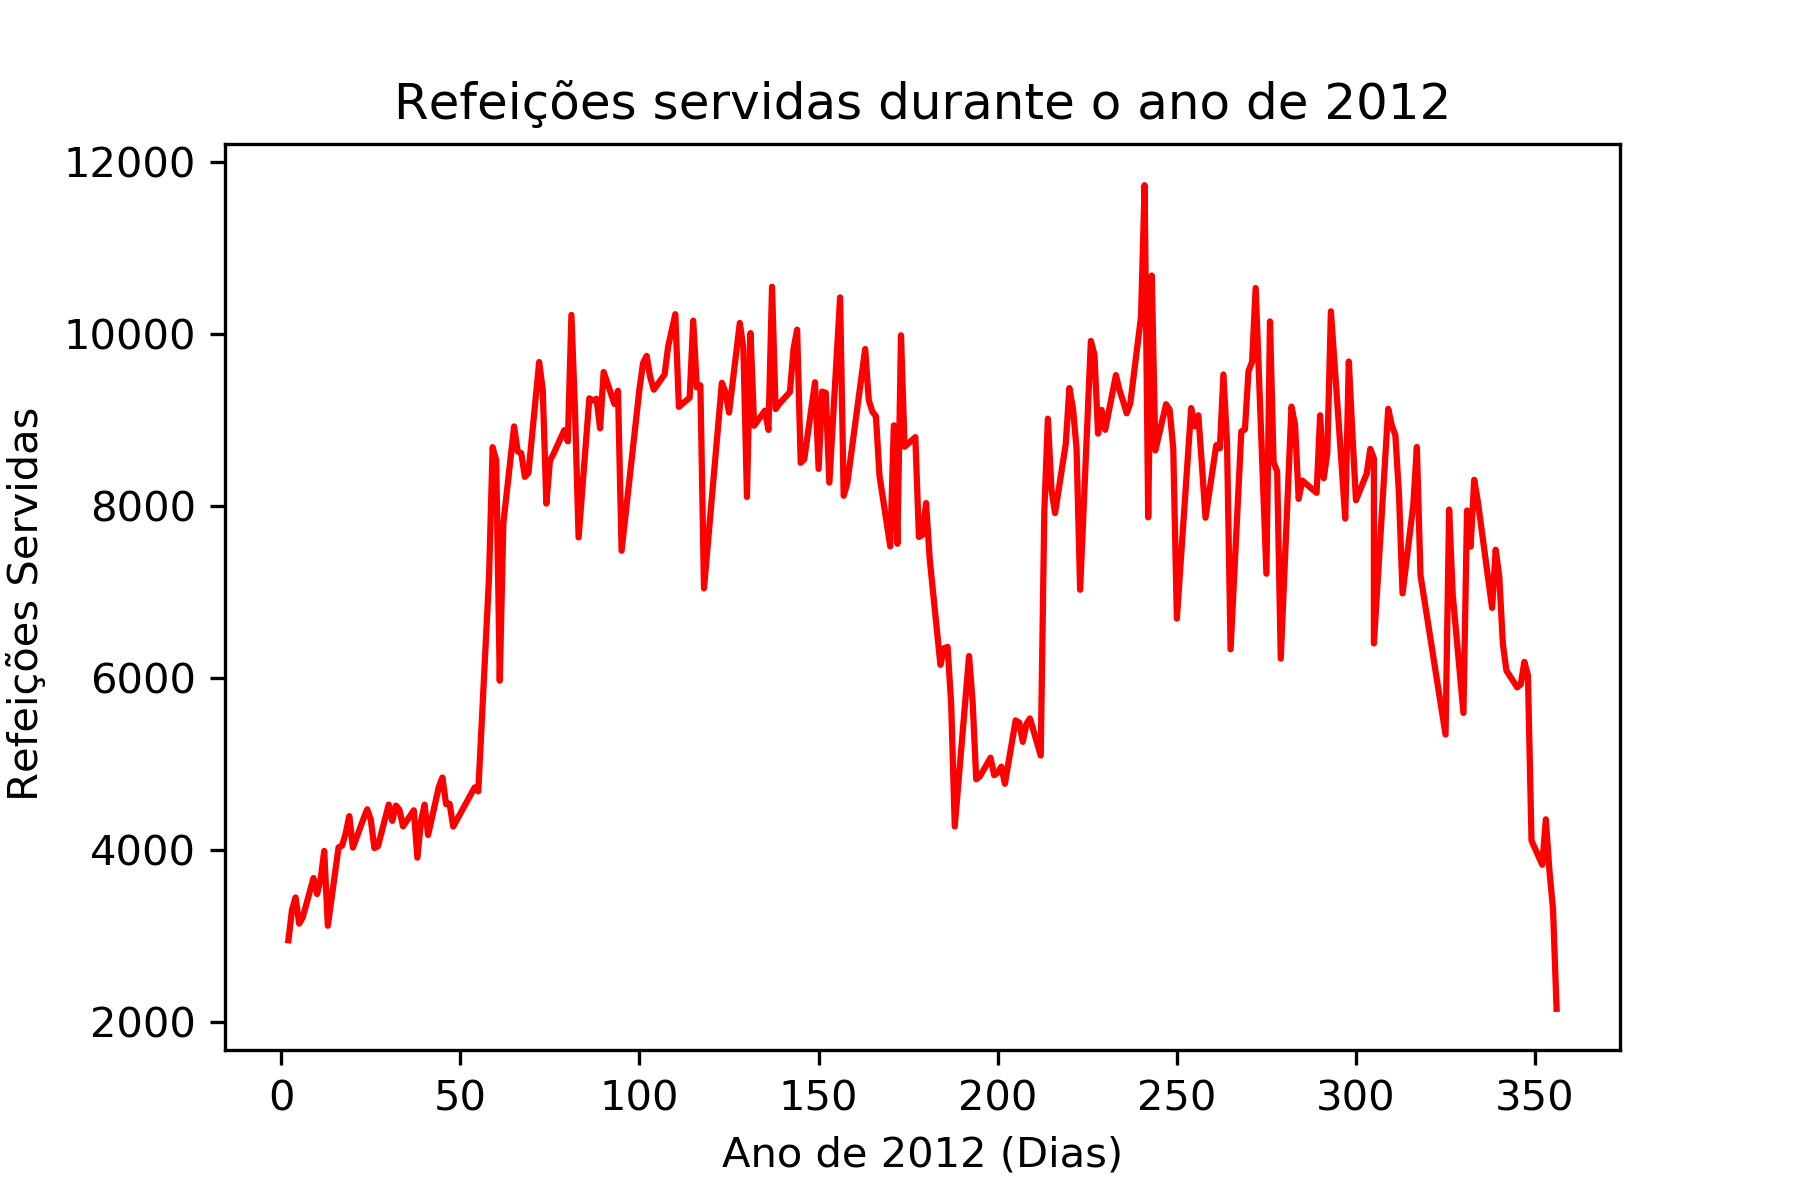 Refeições servidas durante o ano de 2012
12000
10000
8000
6000
4000
2000
Refeições Servidas
0 50 100 150 200 250 300 350
Ano de 2012 (Dias)